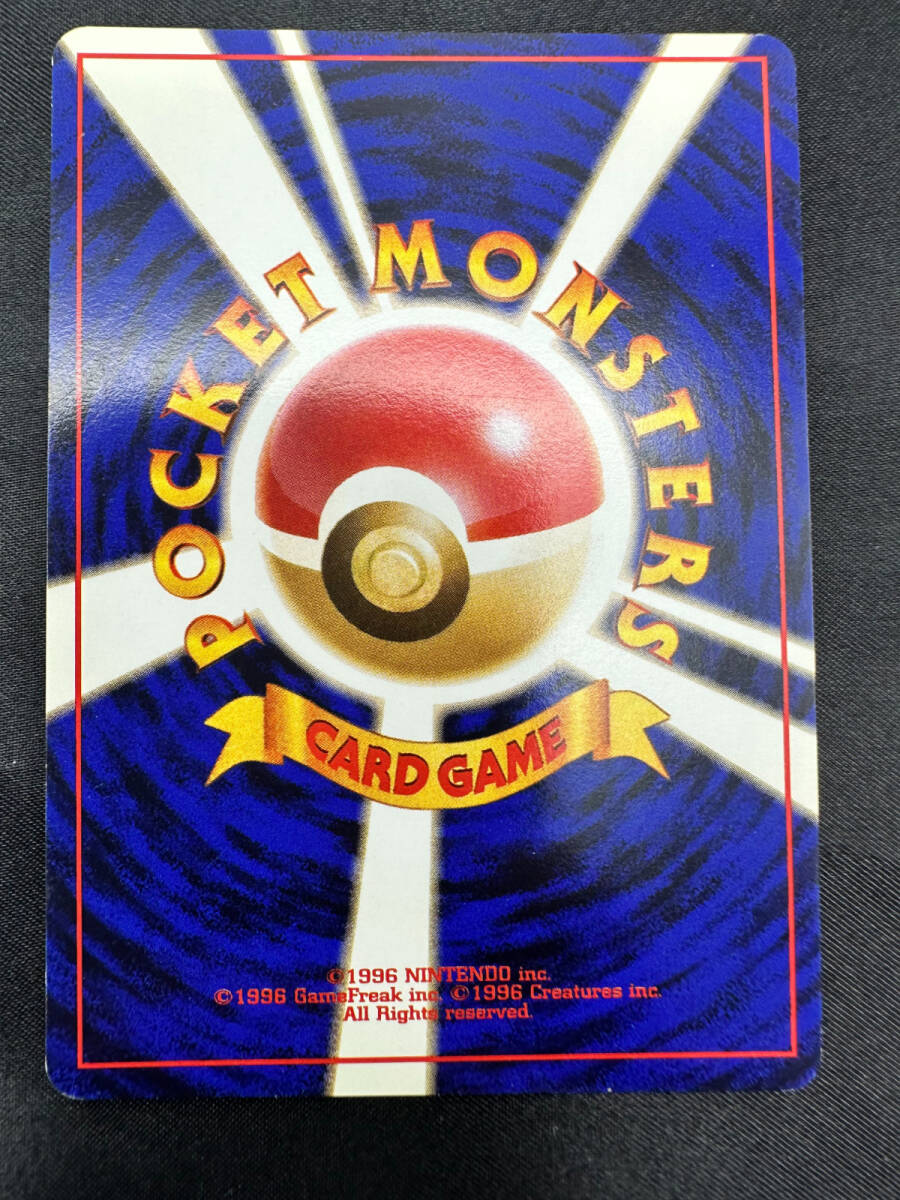 POCKET MONSTERS
CARD GAME
©1996 NINTENDO inc.
©1996 GameFreak inc. ©1996 Creatures inc.
All Rights reserved.